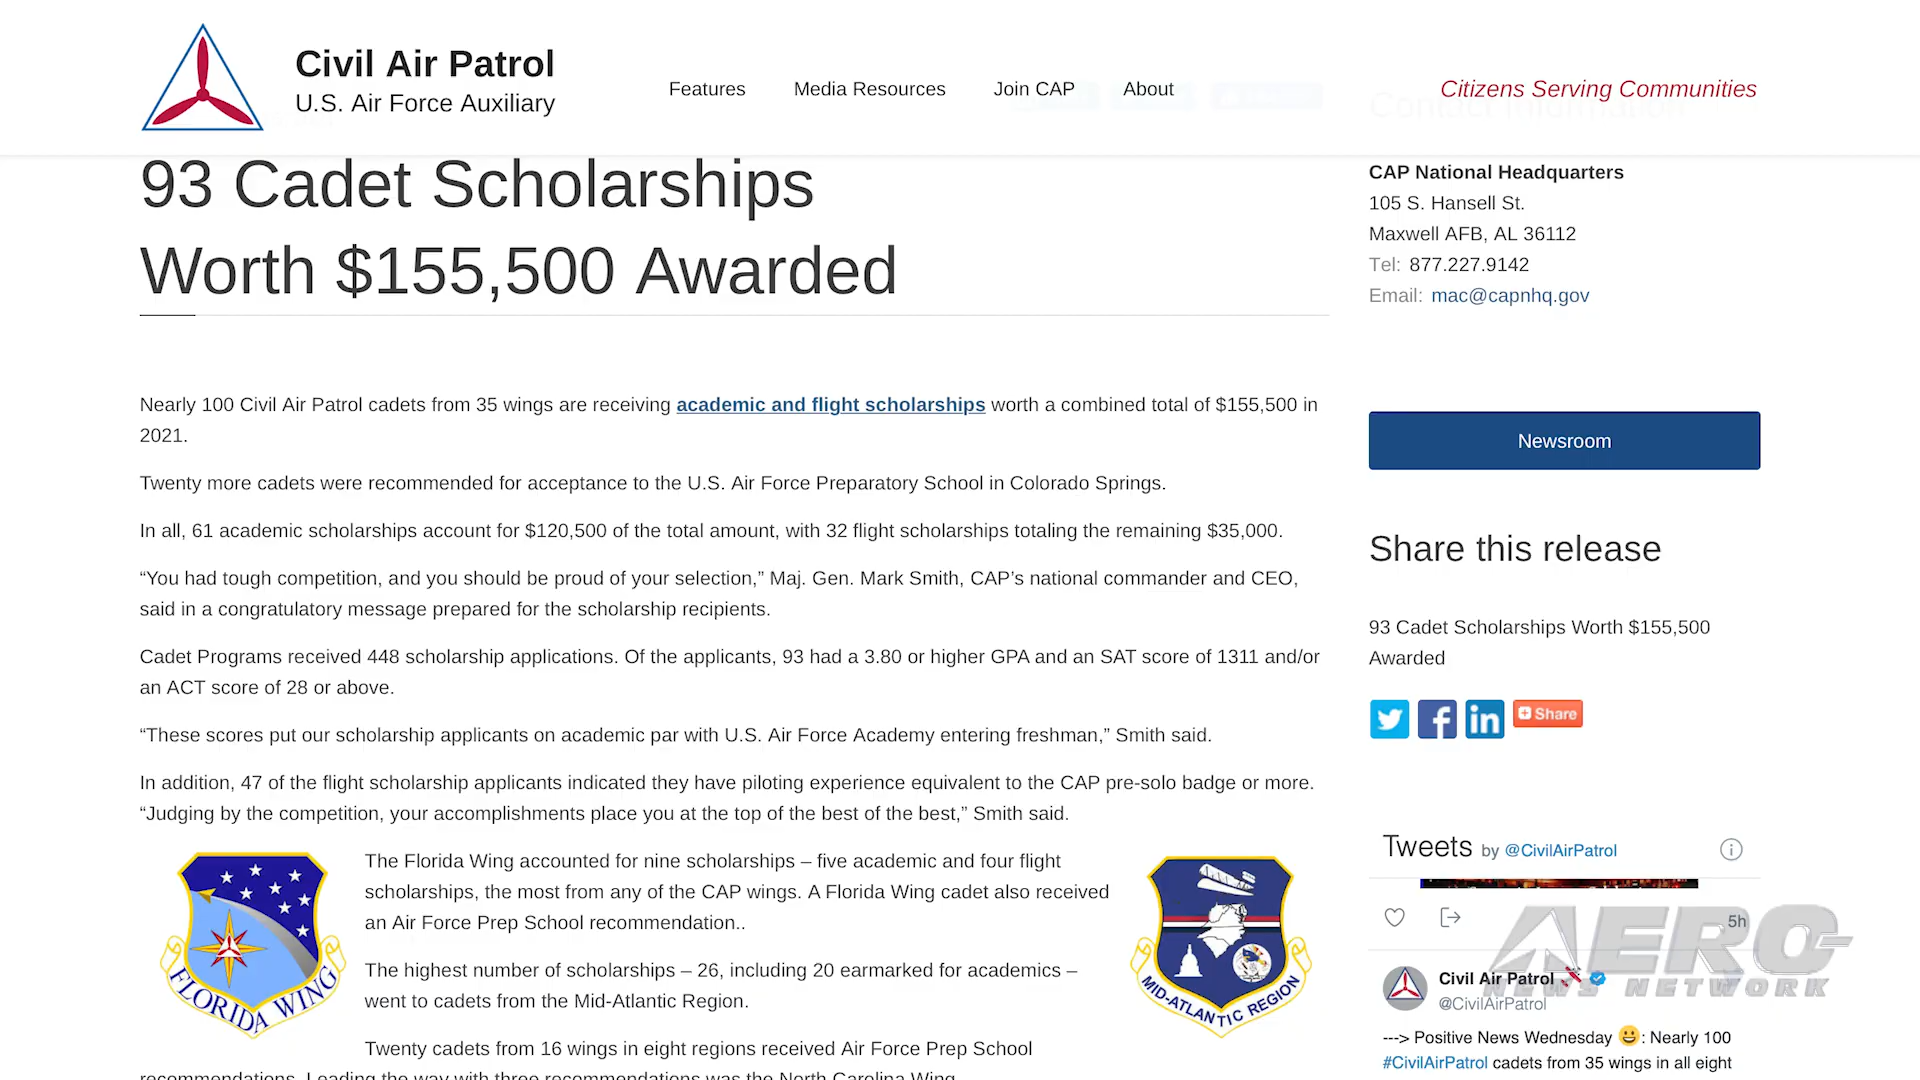 Civil Air Patrol
U.S. Air Force Auxiliary
Features
Media Resources
Join CAP
About
Citizens Serving Communities
Contact Information
93 Cadet Scholarships
Worth $155,500 Awarded
Nearly 100 Civil Air Patrol cadets from 35 wings are receiving academic and flight scholarships worth a combined total of $155,500 in
2021.
Twenty more cadets were recommended for acceptance to the U.S. Air Force Preparatory School in Colorado Springs.
In all, 61 academic scholarships account for $120,500 of the total amount, with 32 flight scholarships totaling the remaining $35,000.
“You had tough competition, and you should be proud of your selection,” Maj. Gen. Mark Smith, CAP’s national commander and CEO,
said in a congratulatory message prepared for the scholarship recipients.
Cadet Programs received 448 scholarship applications. Of the applicants, 93 had a 3.80 or higher GPA and an SAT score of 1311 and/or
an ACT score of 28 or above.
“These scores put our scholarship applicants on academic par with U.S. Air Force Academy entering freshman,” Smith said.
In addition, 47 of the flight scholarship applicants indicated they have piloting experience equivalent to the CAP pre-solo badge or more.
“Judging by the competition, your accomplishments place you at the top of the best of the best,” Smith said.
The Florida Wing accounted for nine scholarships – five academic and four flight
scholarships, the most from any of the CAP wings. A Florida Wing cadet also received
an Air Force Prep School recommendation..
The highest number of scholarships – 26, including 20 earmarked for academics –
went to cadets from the Mid-Atlantic Region.
Twenty cadets from 16 wings in eight regions received Air Force Prep School
recommendations. Leading the way with three recommendations was the North Carolina Wing.
FLORIDA WING
MID-ATLANTIC REGION
CAP National Headquarters
105 S. Hansell St.
Maxwell AFB, AL 36112
Tel: 877.227.9142
Email: mac@capnhq.gov
Newsroom
Share this release
93 Cadet Scholarships Worth $155,500
Awarded
Share
Tweets by @CivilAirPatrol
5h
Civil Air Patrol
@CivilAirPatrol
---> Positive News Wednesday 😀: Nearly 100
#CivilAirPatrol cadets from 35 wings in all eight
AERO-
NEWS NETWORK